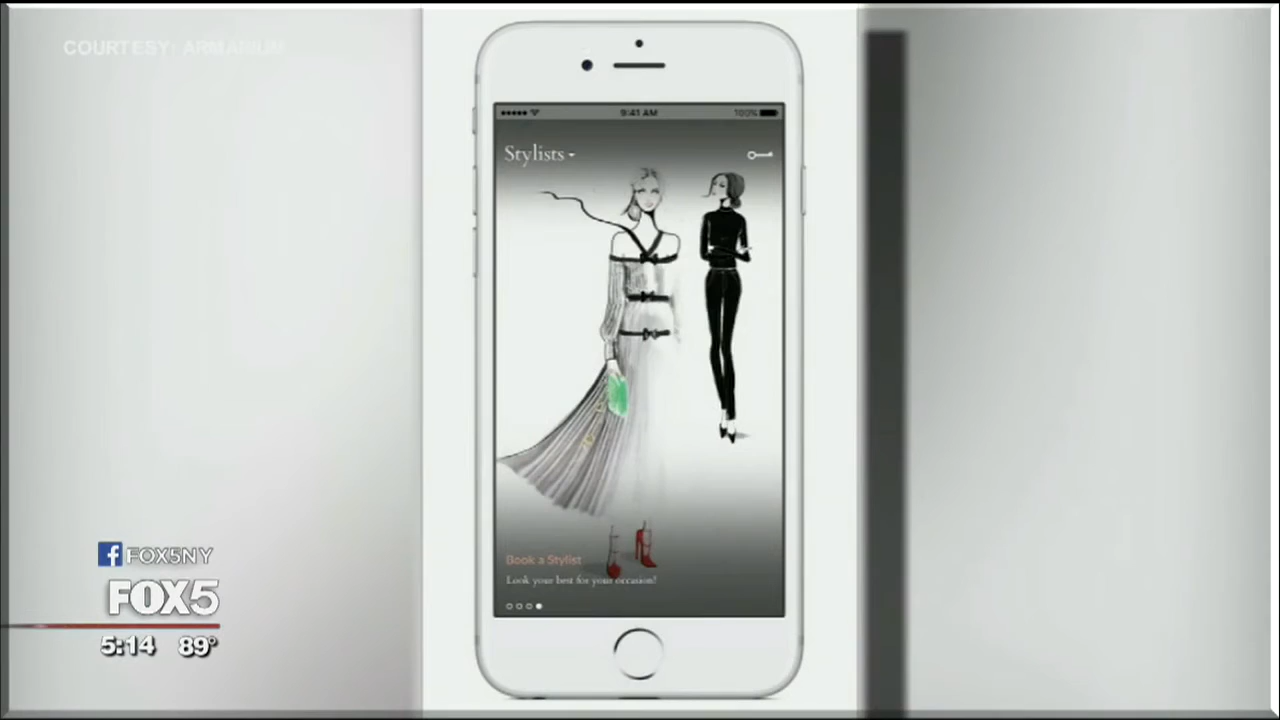 COURTESY: ARMARIUM
9:41 AM
100%
Stylists
Book a Stylist
Look your best for your occasion!
FOX5NY
FOX5
5:14 89°